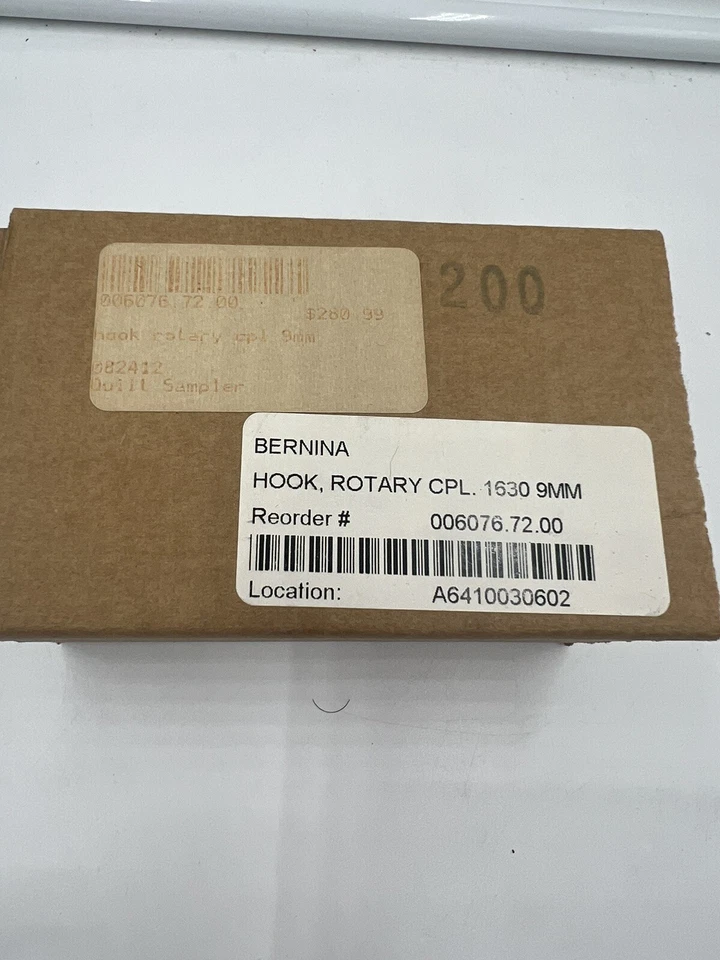 006076.72.00
$280.99
hook rotary cpl 9mm
082412
Quilt Sampler
200
BERNINA
HOOK, ROTARY CPL. 1630 9MM
Reorder # 006076.72.00
Location: A6410030602